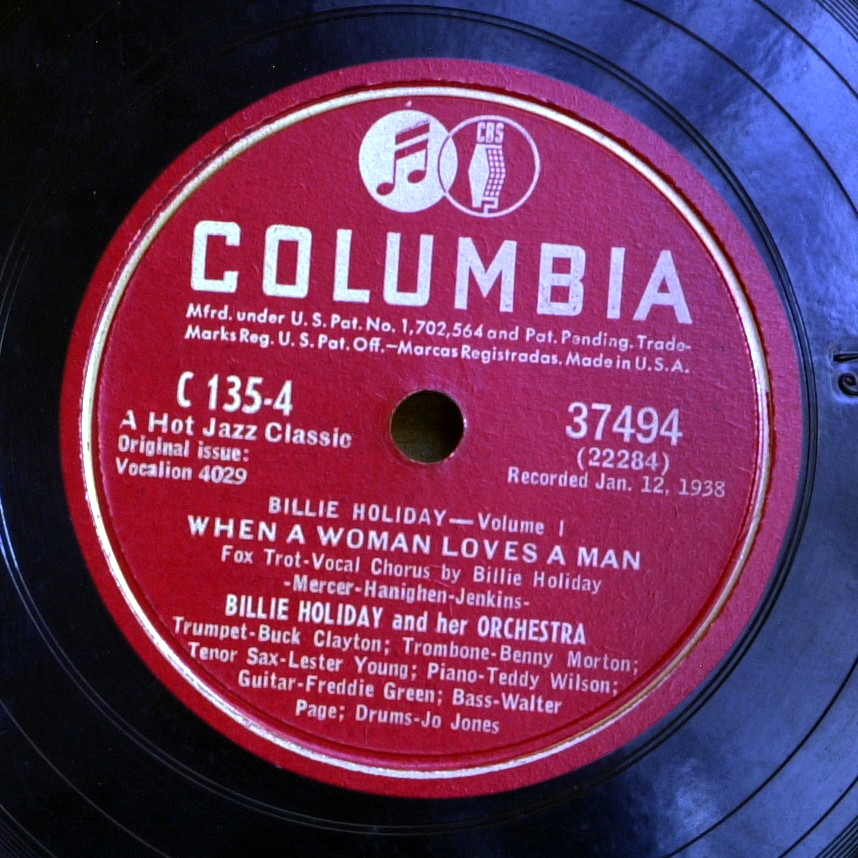 CBS
COLUMBIA
Mfrd. under U. S. Pat. No. 1,702,564 and Pat. Pending. Trade-
Marks Reg. U. S. Pat. Off.—Marcas Registradas. Made in U.S.A.
C 135-4
A Hot Jazz Classic
Original issue:
Vocalion 4029
37494
(22284)
Recorded Jan. 12, 1938
BILLIE HOLIDAY—Volume 1
WHEN A WOMAN LOVES A MAN
Fox Trot-Vocal Chorus by Billie Holiday
-Mercer-Hanighen-Jenkins-
BILLIE HOLIDAY and her ORCHESTRA
Trumpet-Buck Clayton; Trombone-Benny Morton;
Tenor Sax-Lester Young; Piano-Teddy Wilson;
Guitar-Freddie Green; Bass-Walter
Page; Drums-Jo Jones